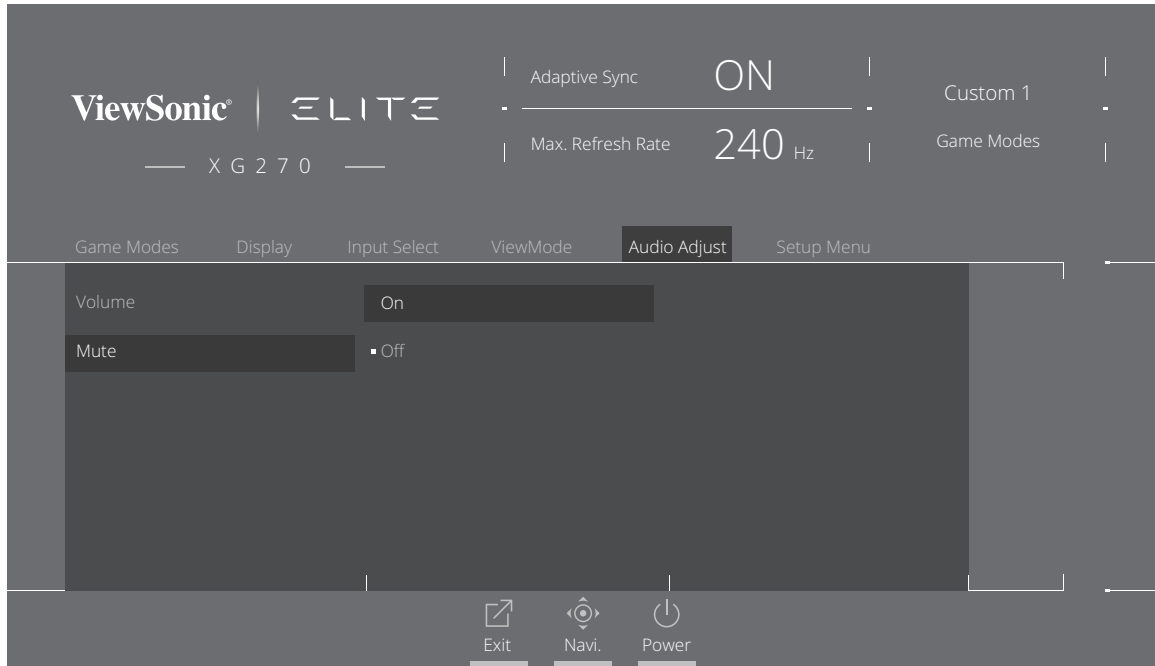 ViewSonic® ELITE
XG270
Adaptive Sync ON
Max. Refresh Rate 240 Hz
Custom 1
Game Modes
Game Modes Display Input Select ViewMode Audio Adjust Setup Menu
Volume On
Mute Off
Exit Navi. Power